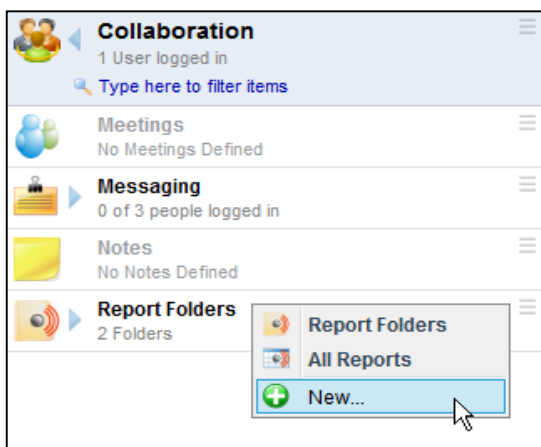 Collaboration
1 User logged in
Type here to filter items
Meetings
No Meetings Defined
Messaging
0 of 3 people logged in
Notes
No Notes Defined
Report Folders
2 Folders
Report Folders
All Reports
New...